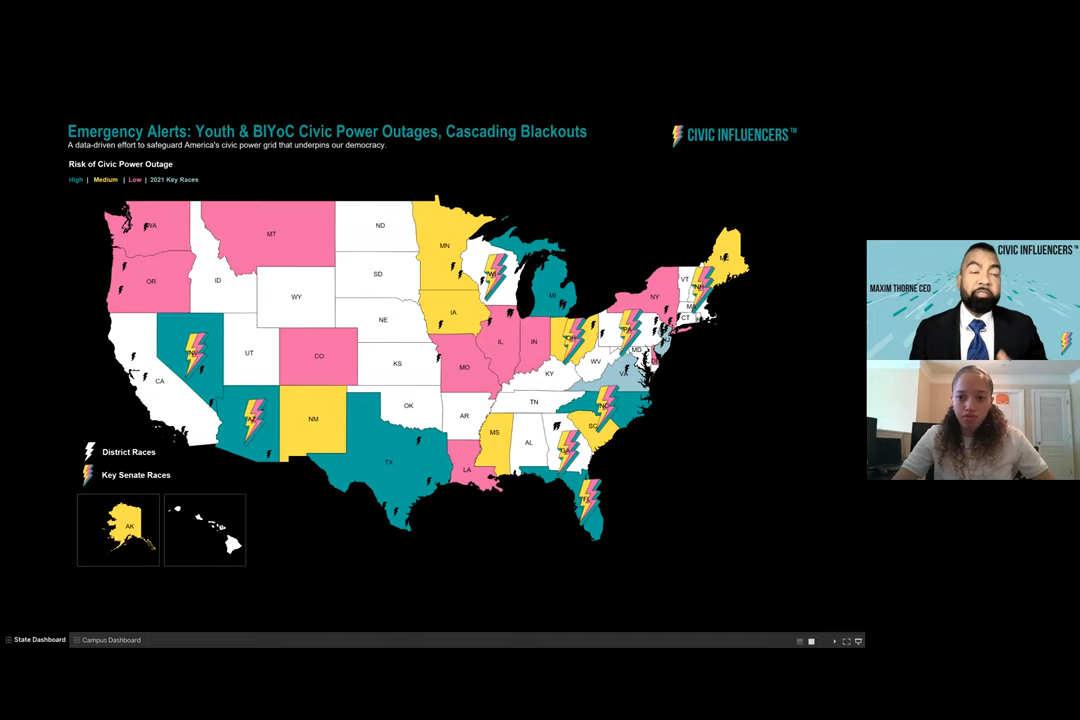 Emergency Alerts: Youth & BIYoC Civic Power Outages, Cascading Blackouts
A data-driven effort to safeguard America's civic power grid that underpins our democracy.
CIVIC INFLUENCERS™
Risk of Civic Power Outage
High | Medium | Low | 2021 Key Races
WA
MT
ND
MN
ME
OR
ID
SD
WI
MI
VT
NH
WY
NY
MA
NE
IA
CT
PA
NV
UT
CO
IL
IN
OH
MD
KS
MO
WV
VA
CA
KY
OK
TN
NC
AZ
NM
AR
SC
MS
AL
GA
TX
LA
FL
District Races
Key Senate Races
AK
CIVIC INFLUENCERS™
MAXIM THORNE CEO
State Dashboard
Campus Dashboard